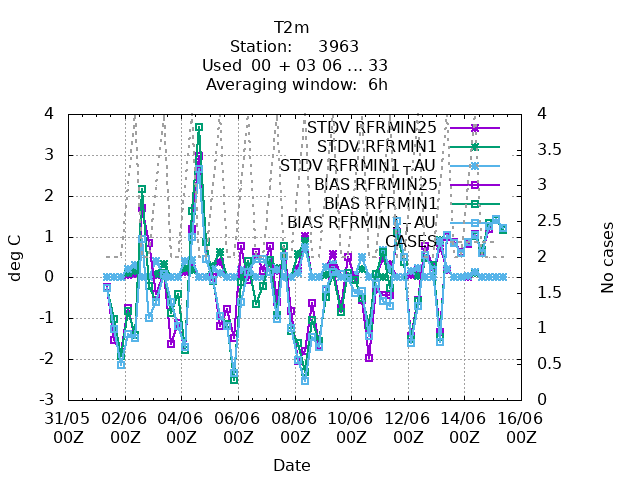 T2m
Station: 3963
Used 00 + 03 06 ... 33
Averaging window: 6h
STDV RFRMIN25
STDV RFRMIN1
STDV RFRMIN1-AU
BIAS RFRMIN25
BIAS RFRMIN1
BIAS RFRMIN1-AU
CASES
deg C
4
3
2
1
0
-1
-2
-3
4
3.5
3
2.5
2
1.5
1
0.5
0
No cases
31/05 02/06 04/06 06/06 08/06 10/06 12/06 14/06 16/06
00Z 00Z 00Z 00Z 00Z 00Z 00Z 00Z 00Z
Date